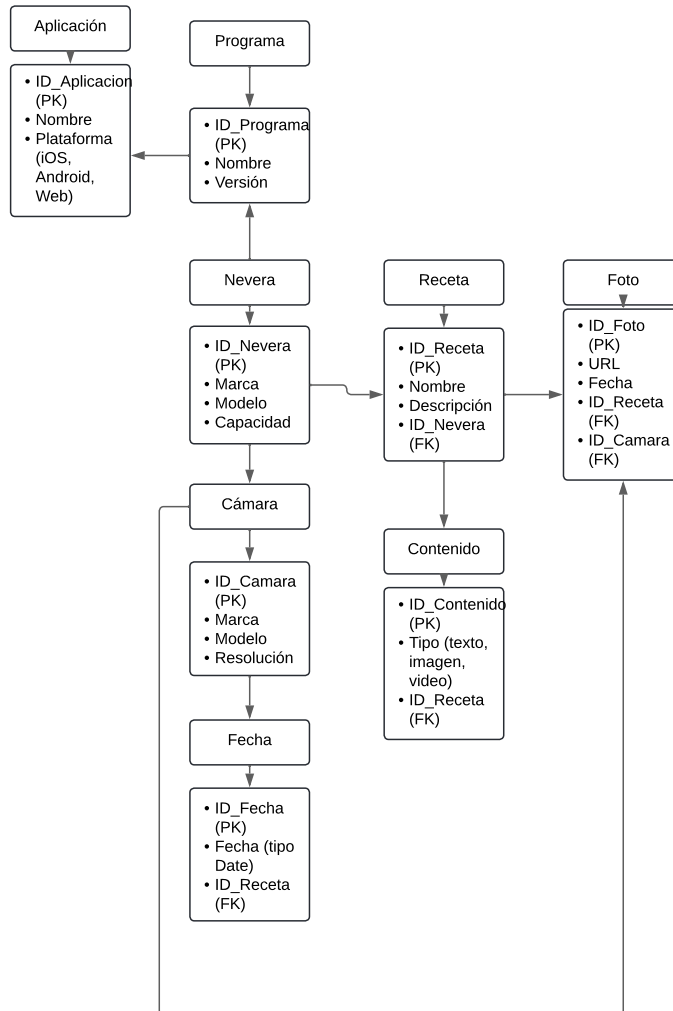 Aplicación
• ID_Aplicacion
(PK)
• Nombre
• Plataforma
(iOS,
Android,
Web)
Programa
• ID_Programa
(PK)
• Nombre
• Versión
Nevera
• ID_Nevera
(PK)
• Marca
• Modelo
• Capacidad
Receta
• ID_Receta
(PK)
• Nombre
• Descripción
• ID_Nevera
(FK)
Foto
• ID_Foto
(PK)
• URL
• Fecha
• ID_Receta
(FK)
• ID_Camara
(FK)
Cámara
• ID_Camara
(PK)
• Marca
• Modelo
• Resolución
Contenido
• ID_Contenido
(PK)
• Tipo (texto,
imagen,
video)
• ID_Receta
(FK)
Fecha
• ID_Fecha
(PK)
• Fecha (tipo
Date)
• ID_Receta
(FK)